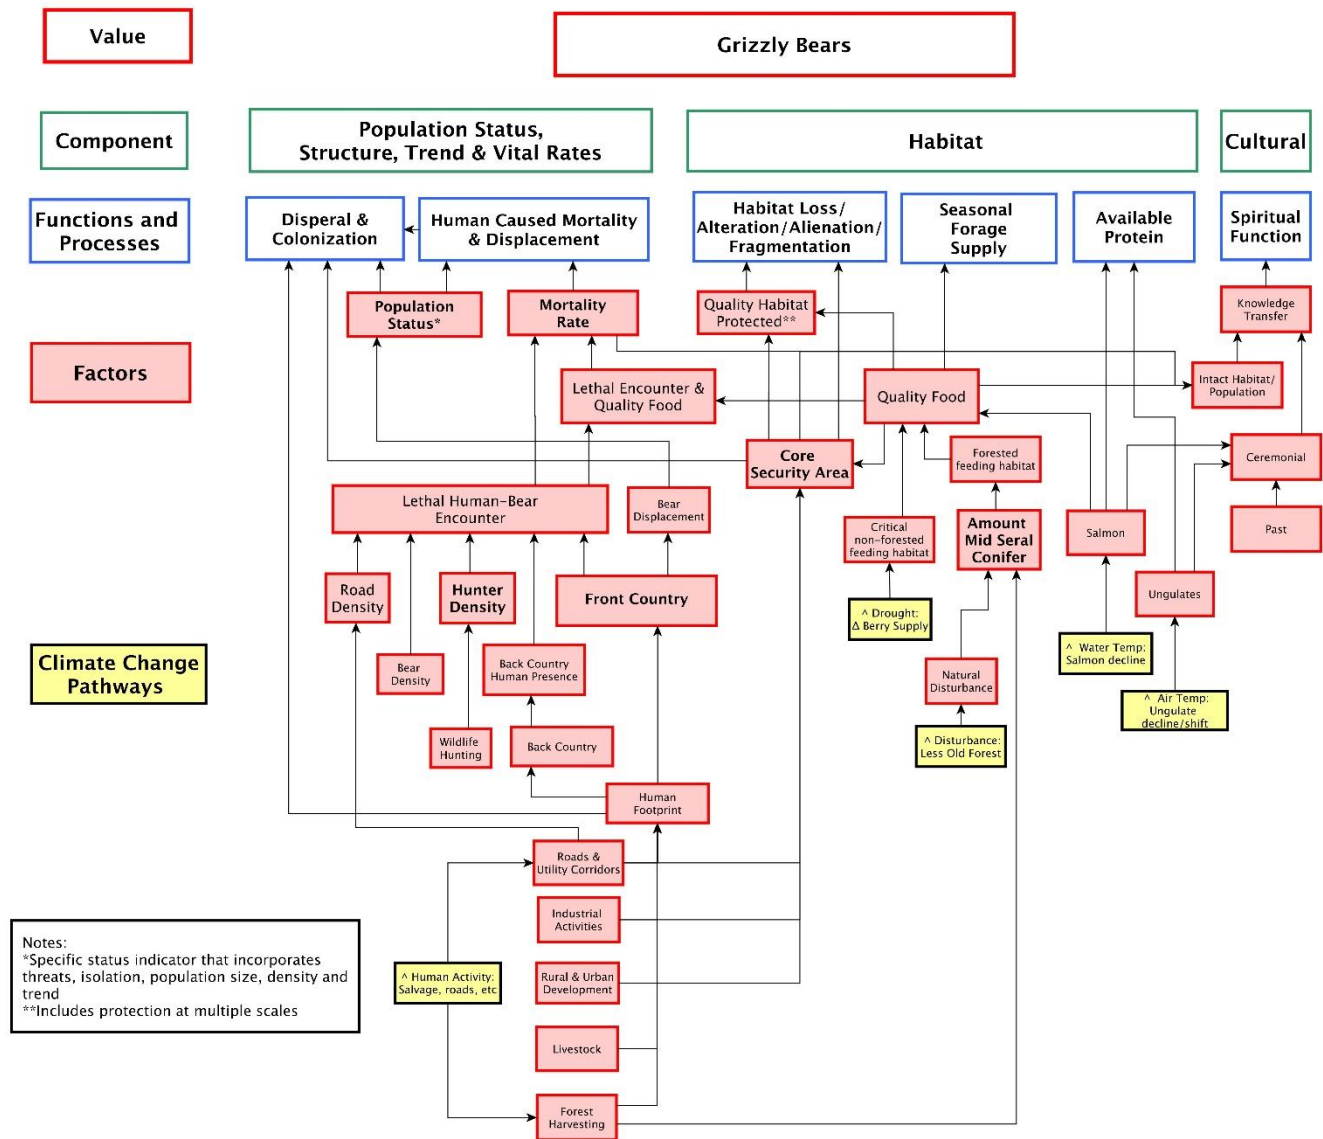 Value
Grizzly Bears
Component
Population Status,
Structure, Trend & Vital Rates
Habitat
Cultural
Functions and
Processes
Disperal &
Colonization
Human Caused Mortality
& Displacement
Habitat Loss/
Alteration/Alienation/
Fragmentation
Seasonal
Forage
Supply
Available
Protein
Spiritual
Function
Population
Status*
Mortality
Rate
Quality Habitat
Protected**
Knowledge
Transfer
Factors
Lethal Encounter &
Quality Food
Quality Food
Intact Habitat/
Population
Core
Security Area
Forested
feeding habitat
Ceremonial
Lethal Human-Bear
Encounter
Bear
Displacement
Critical
non-forested
feeding habitat
Amount
Mid Seral
Conifer
Salmon
Past
Road
Density
Hunter
Density
Front Country
Ungulates
^ Drought:
Δ Berry Supply
Climate Change
Pathways
Bear
Density
Back Country
Human Presence
Natural
Disturbance
^ Water Temp:
Salmon decline
^ Air Temp:
Ungulate
decline/shift
Wildlife
Hunting
Back Country
^ Disturbance:
Less Old Forest
Human
Footprint
Roads &
Utility Corridors
Industrial
Activities
Notes:
*Specific status indicator that incorporates
threats, isolation, population size, density and
trend
**Includes protection at multiple scales
^ Human Activity:
Salvage, roads, etc
Rural & Urban
Development
Livestock
Forest
Harvesting